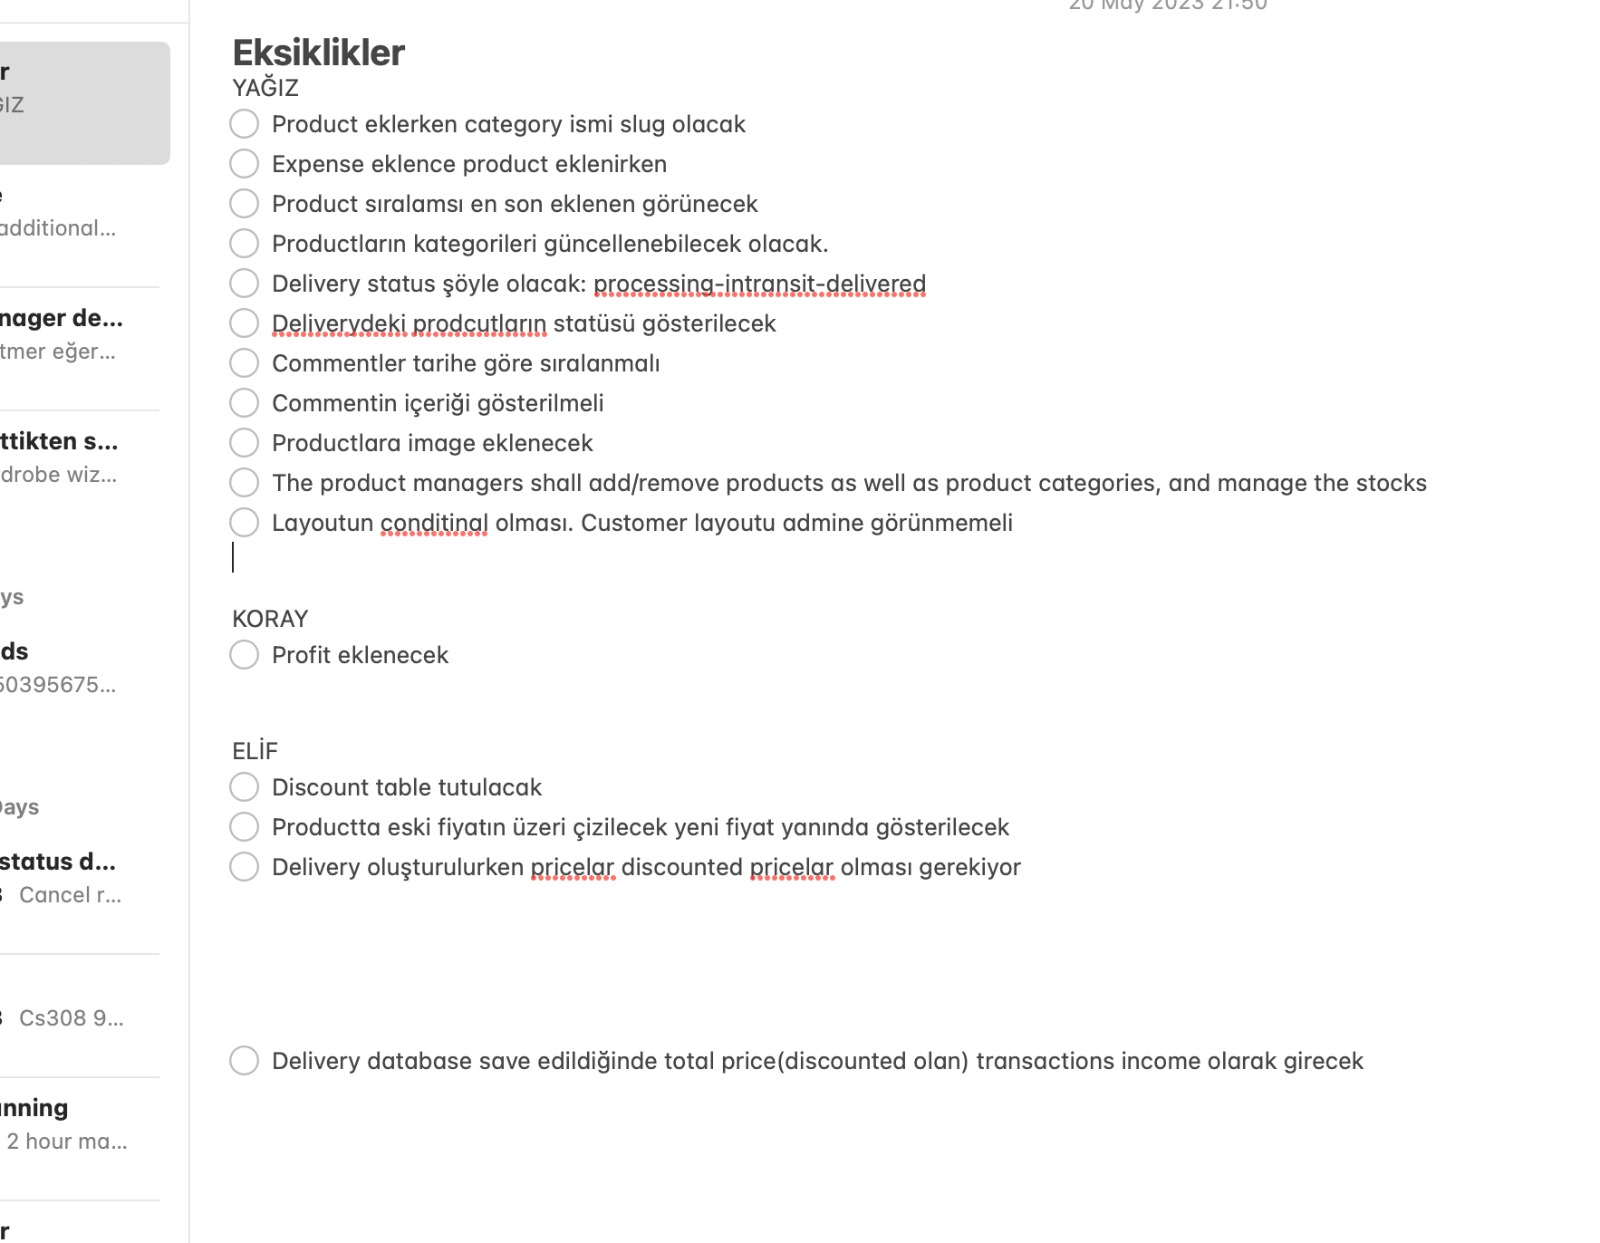 r
ĞIZ
e
additional...
nager de...
tmer eğer...
ttikten s...
drobe wiz...
ys
ds
50395675...
Days
status d...
3 Cancel r...
3 Cs308 9...
nning
2 hour ma...
r
20 May 2023 21:50
Eksiklikler
YAĞIZ
Product eklerken category ismi slug olacak
Expense eklence product eklenirken
Product sıralamsı en son eklenen görünecek
Productların kategorileri güncellenebilecek olacak.
Delivery status şöyle olacak: processing-intransit-delivered
Deliverydeki prodcutların statüsü gösterilecek
Commentler tarihe göre sıralanmalı
Commentin içeriği gösterilmeli
Productlara image eklenecek
The product managers shall add/remove products as well as product categories, and manage the stocks
Layoutun conditinal olması. Customer layoutu admine görünmemeli
KORAY
Profit eklenecek
ELİF
Discount table tutulacak
Productta eski fiyatın üzeri çizilecek yeni fiyat yanında gösterilecek
Delivery oluşturulurken pricelar discounted pricelar olması gerekiyor
Delivery database save edildiğinde total price(discounted olan) transactions income olarak girecek